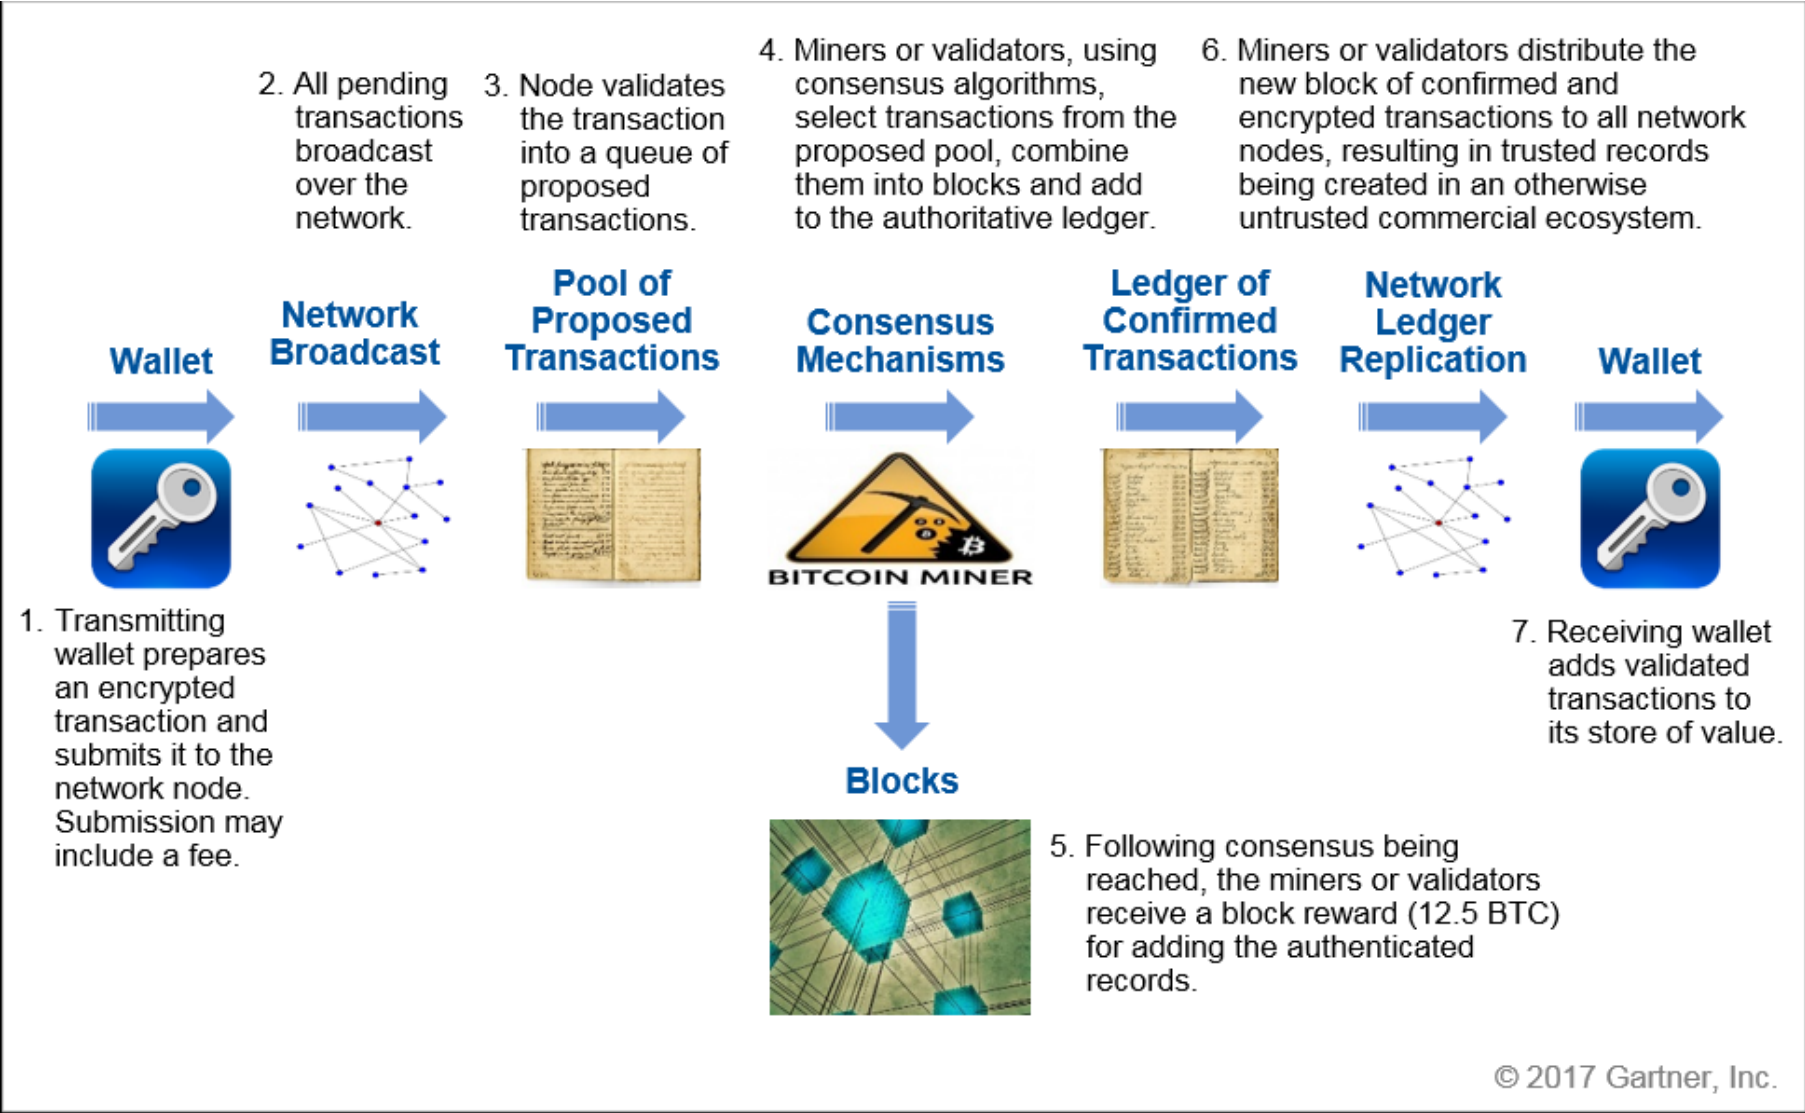 2. All pending
transactions
broadcast
over the
network.
3. Node validates
the transaction
into a queue of
proposed
transactions.
4. Miners or validators, using
consensus algorithms,
select transactions from the
proposed pool, combine
them into blocks and add
to the authoritative ledger.
6. Miners or validators distribute the
new block of confirmed and
encrypted transactions to all network
nodes, resulting in trusted records
being created in an otherwise
untrusted commercial ecosystem.
Wallet
Network
Broadcast
Pool of
Proposed
Transactions
Consensus
Mechanisms
Ledger of
Confirmed
Transactions
Network
Ledger
Replication
Wallet
BITCOIN MINER
1. Transmitting
wallet prepares
an encrypted
transaction and
submits it to the
network node.
Submission may
include a fee.
7. Receiving wallet
adds validated
transactions to
its store of value.
Blocks
5. Following consensus being
reached, the miners or validators
receive a block reward (12.5 BTC)
for adding the authenticated
records.
© 2017 Gartner, Inc.